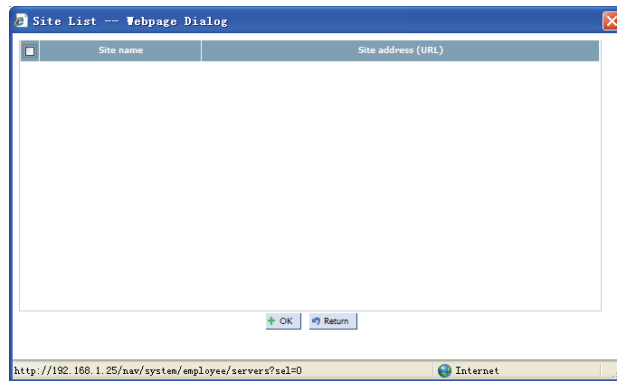 Site List -- Webpage Dialog
Site name Site address (URL)
OK Return
http://192.168.1.25/nav/system/employee/servers?sel=0 Internet